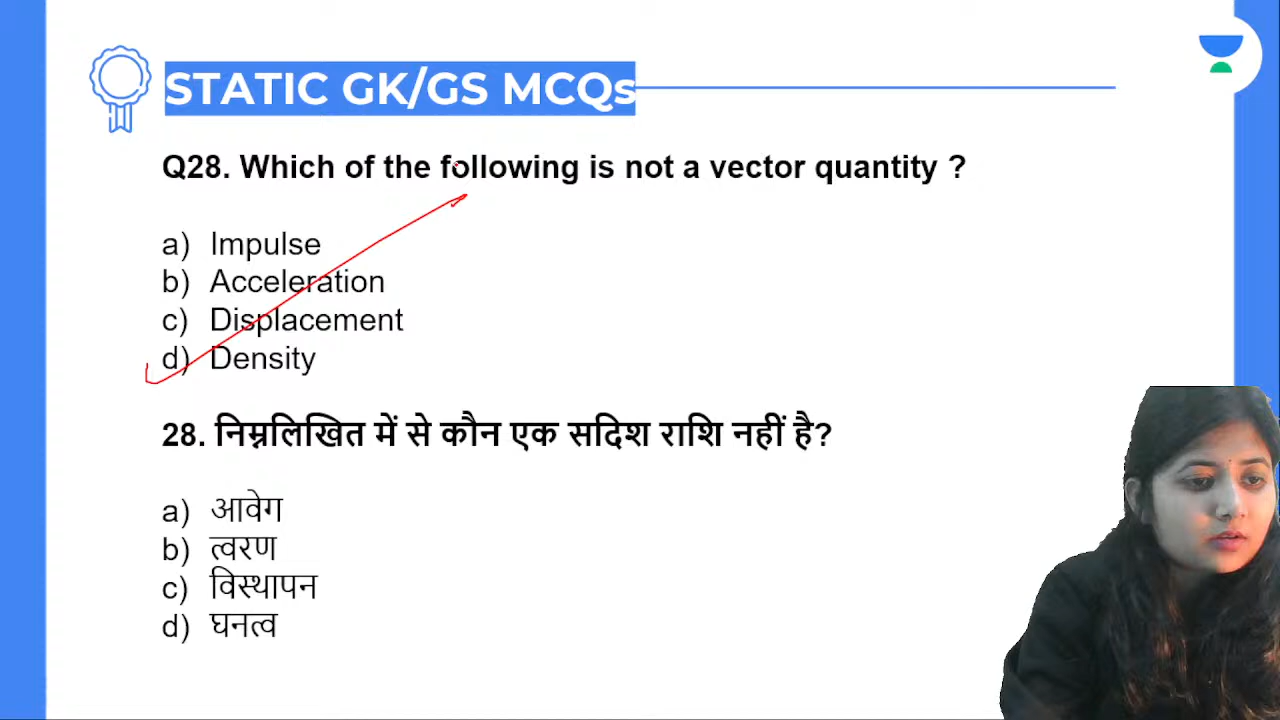 STATIC GK/GS MCQs
Q28. Which of the following is not a vector quantity ?
a) Impulse
b) Acceleration
c) Displacement
d) Density
28. निम्नलिखित में से कौन एक सदिश राशि नहीं है?
a) आवेग
b) त्वरण
c) विस्थापन
d) घनत्व